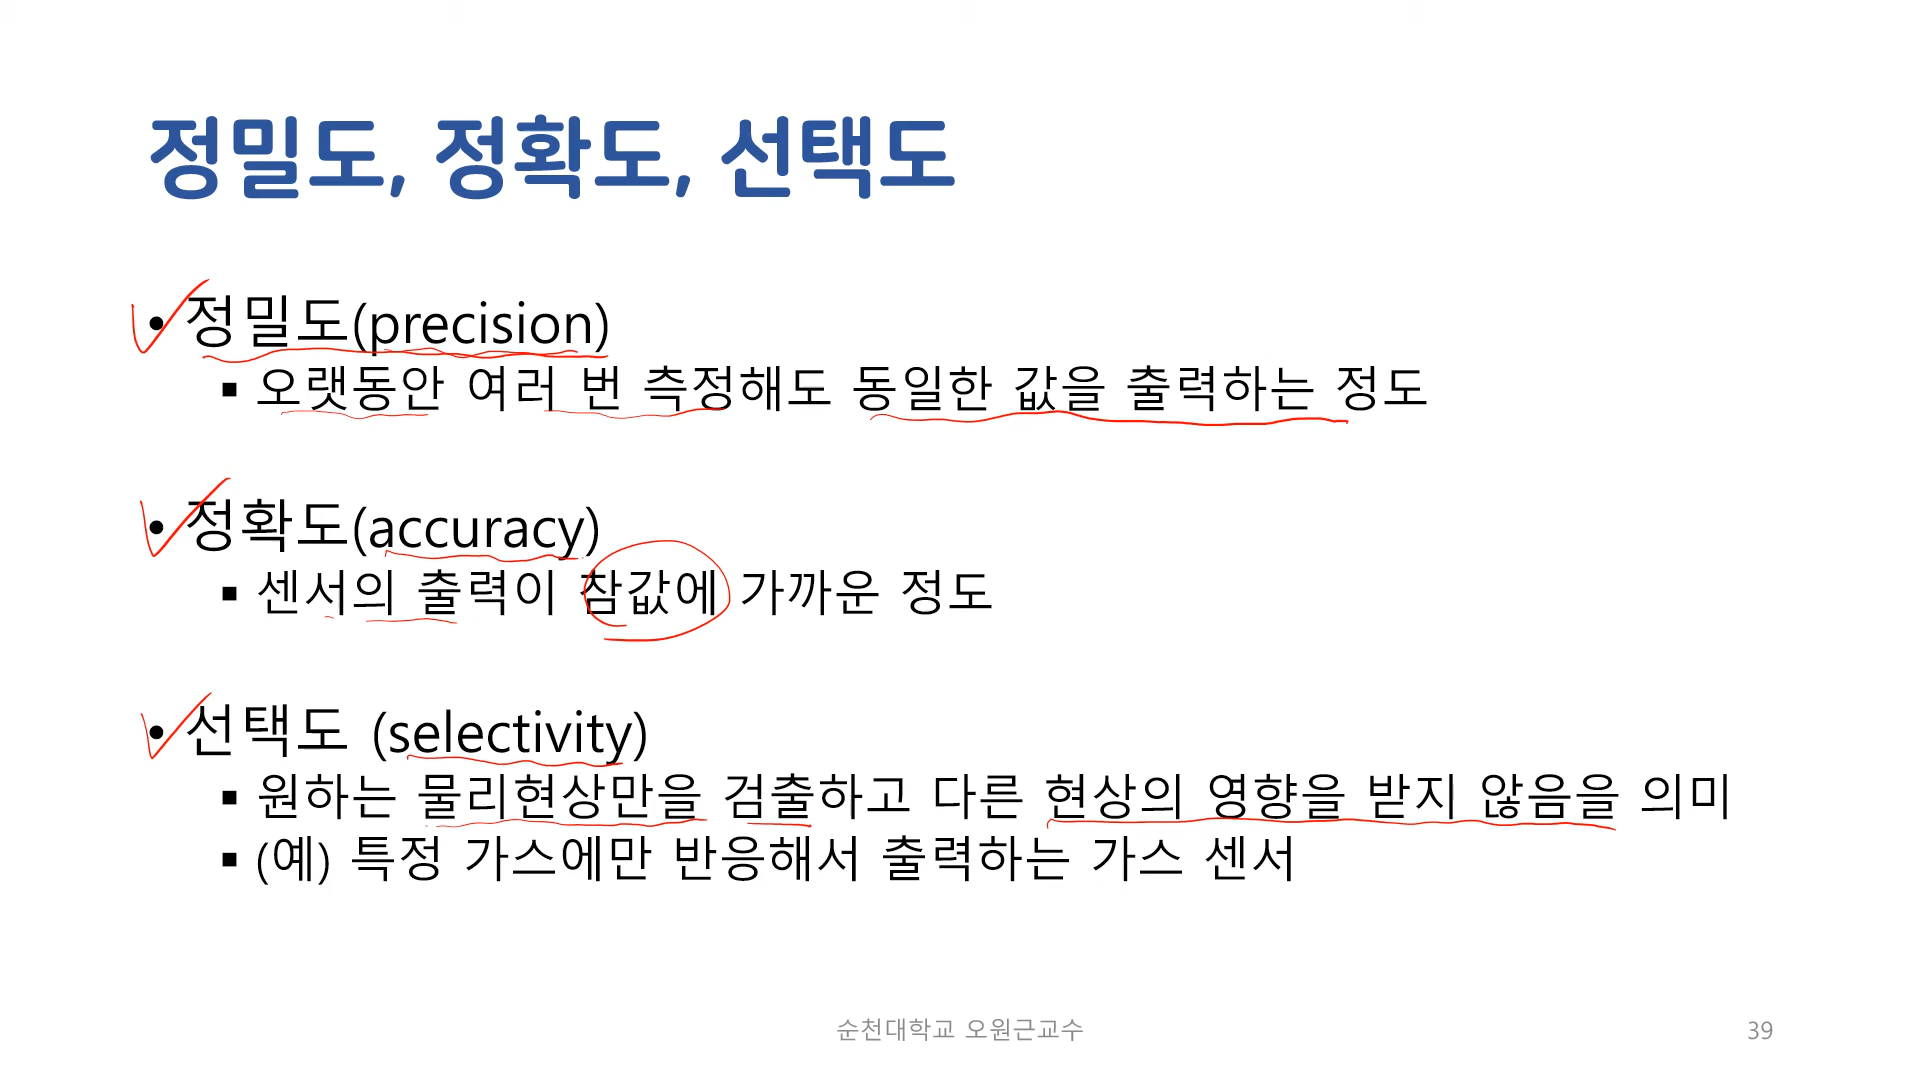 정밀도, 정확도, 선택도
• 정밀도(precision)
▪ 오랫동안 여러 번 측정해도 동일한 값을 출력하는 정도
• 정확도(accuracy)
▪ 센서의 출력이 참값에 가까운 정도
• 선택도 (selectivity)
▪ 원하는 물리현상만을 검출하고 다른 현상의 영향을 받지 않음을 의미
▪ (예) 특정 가스에만 반응해서 출력하는 가스 센서
순천대학교 오원근교수
39